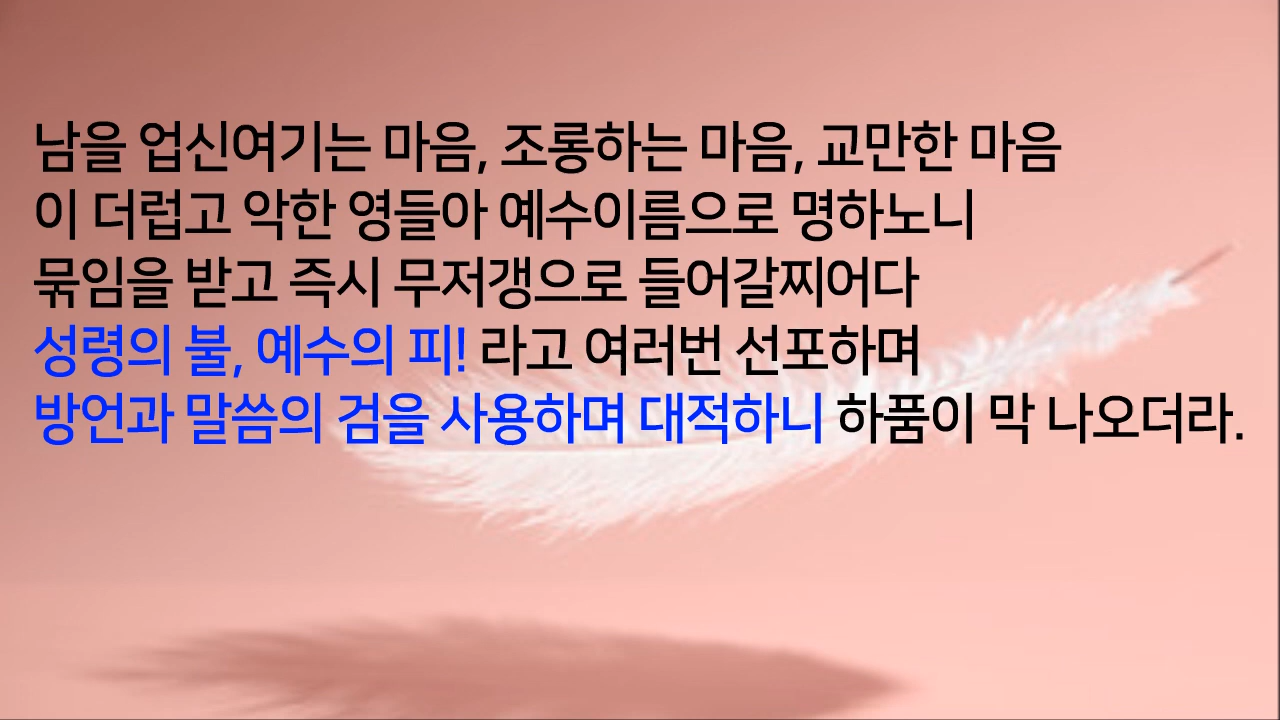 남을 업신여기는 마음, 조롱하는 마음, 교만한 마음
이 더럽고 악한 영들아 예수이름으로 명하노니
묶임을 받고 즉시 무저갱으로 들어갈찌어다
성령의 불, 예수의 피! 라고 여러번 선포하며
방언과 말씀의 검을 사용하며 대적하니 하품이 막 나오더라.